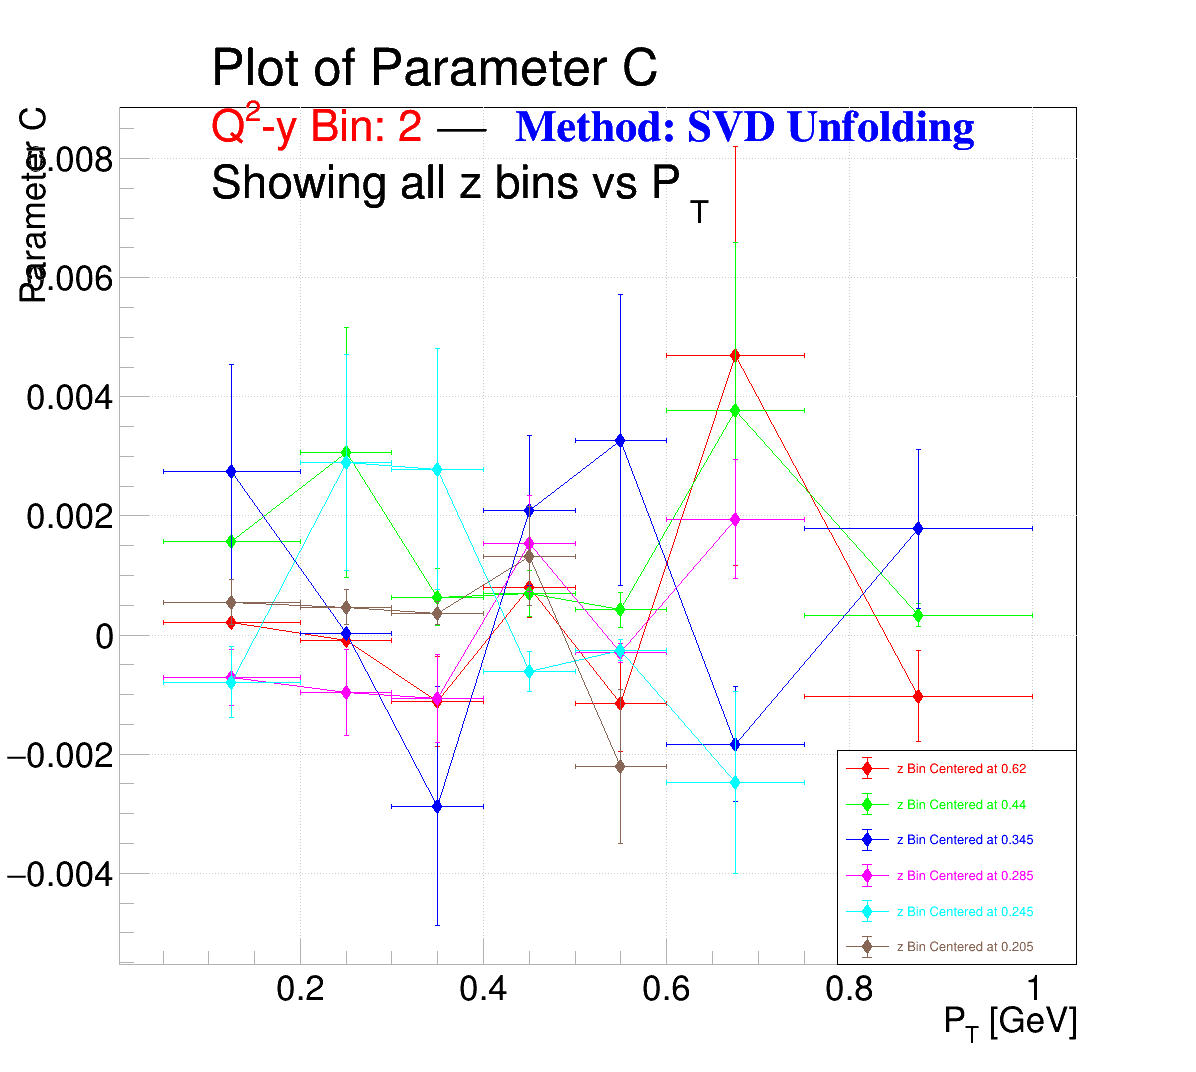 Plot of Parameter C
Q²-y Bin: 2 — Method: SVD Unfolding
Showing all z bins vs P_T
Parameter C
0.008
0.006
0.004
0.002
0
−0.002
−0.004
z Bin Centered at 0.62
z Bin Centered at 0.44
z Bin Centered at 0.345
z Bin Centered at 0.285
z Bin Centered at 0.245
z Bin Centered at 0.205
0.2 0.4 0.6 0.8 1
P_T [GeV]